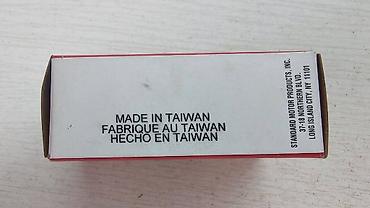 MADE IN TAIWAN
FABRIQUE AU TAIWAN
HECHO EN TAIWAN
STANDARD MOTOR PRODUCTS, INC.
37-18 NORTHERN BLVD.
LONG ISLAND CITY, NY 11101